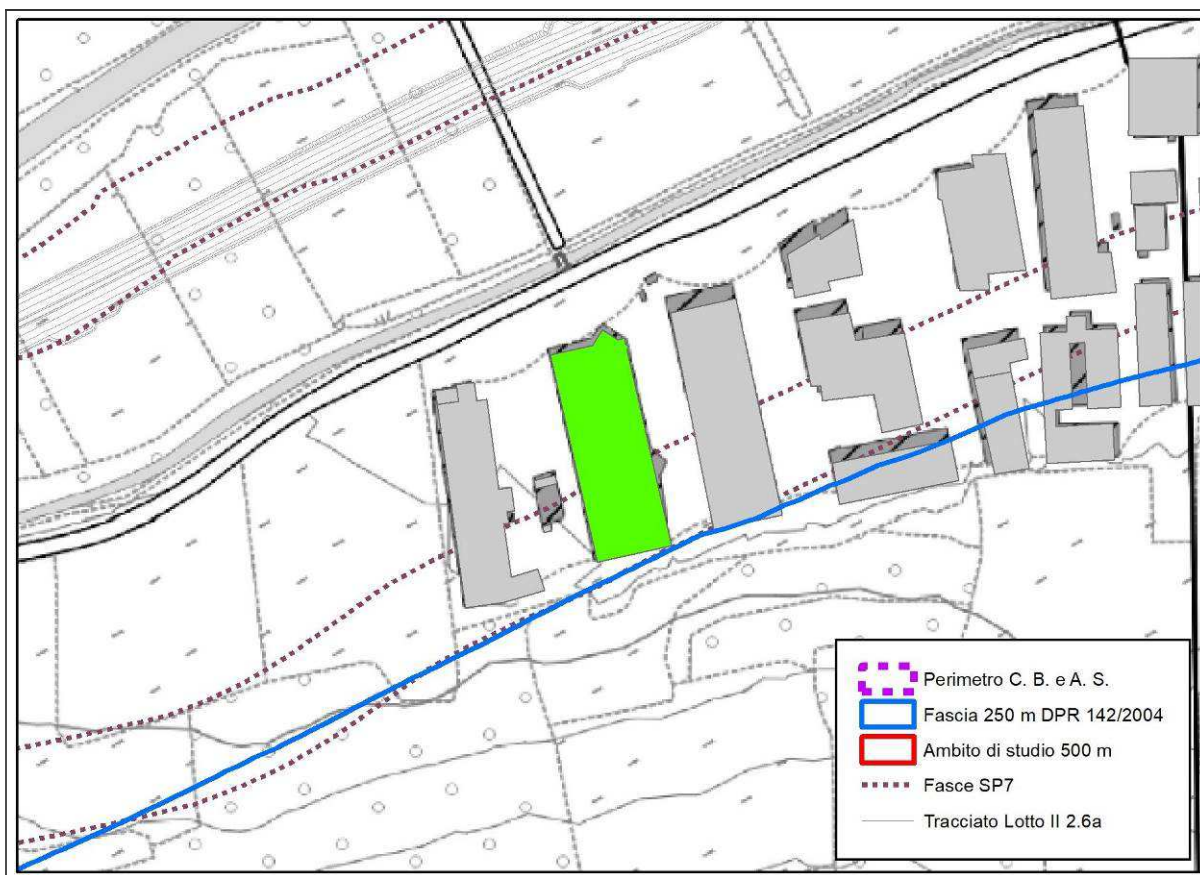 Perimetro C. B. e A. S.
Fascia 250 m DPR 142/2004
Ambito di studio 500 m
Fasce SP7
Tracciato Lotto II 2.6a